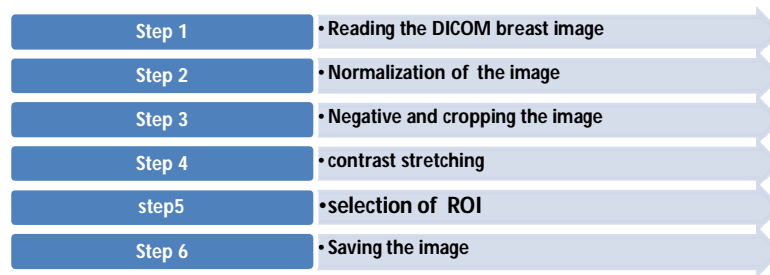 Step 1
• Reading the DICOM breast image
Step 2
• Normalization of the image
Step 3
• Negative and cropping the image
Step 4
• contrast stretching
step5
•selection of ROI
Step 6
• Saving the image